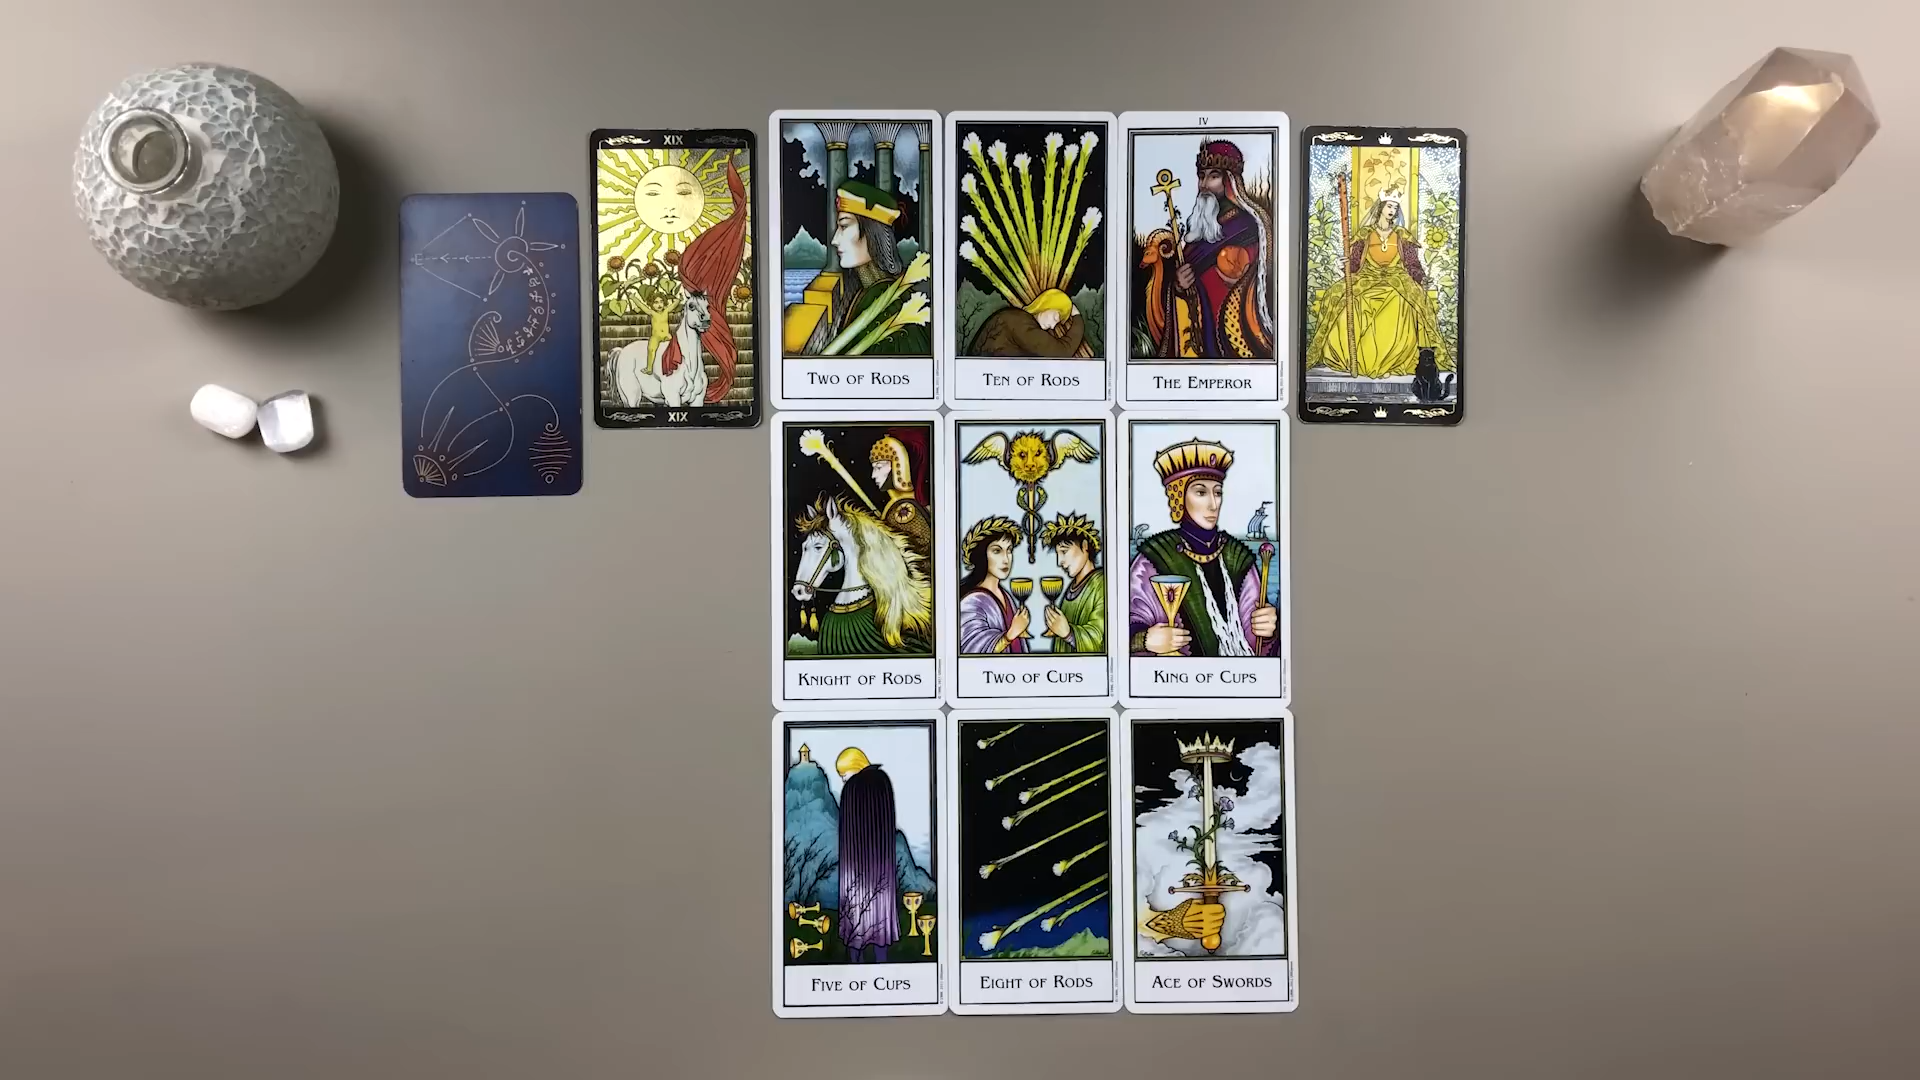 XIX
XIX
TWO OF RODS
TEN OF RODS
IV
THE EMPEROR
KNIGHT OF RODS
TWO OF CUPS
KING OF CUPS
FIVE OF CUPS
EIGHT OF RODS
ACE OF SWORDS